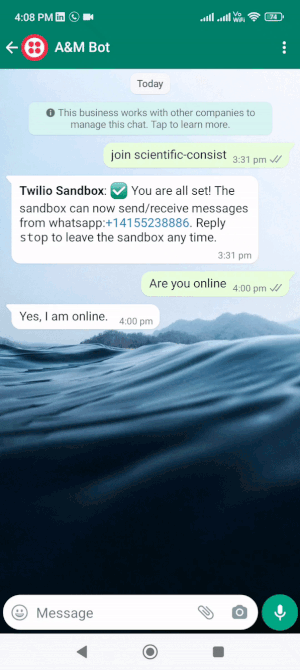 4:08 PM
Vo
WiFi
74
A&M Bot
Today
This business works with other companies to
manage this chat. Tap to learn more.
join scientific-consist 3:31 pm
Twilio Sandbox: ✅ You are all set! The
sandbox can now send/receive messages
from whatsapp:+14155238886. Reply
stop to leave the sandbox any time.
3:31 pm
Are you online 4:00 pm
Yes, I am online. 4:00 pm
Message